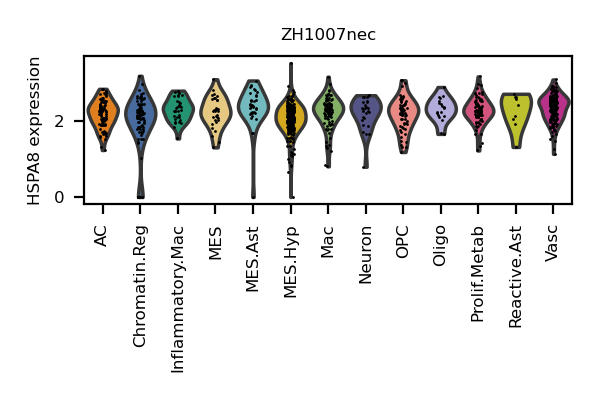 ZH1007nec
HSPA8 expression
2
0
AC
Chromatin.Reg
Inflammatory.Mac
MES
MES.Ast
MES.Hyp
Mac
Neuron
OPC
Oligo
Prolif.Metab
Reactive.Ast
Vasc